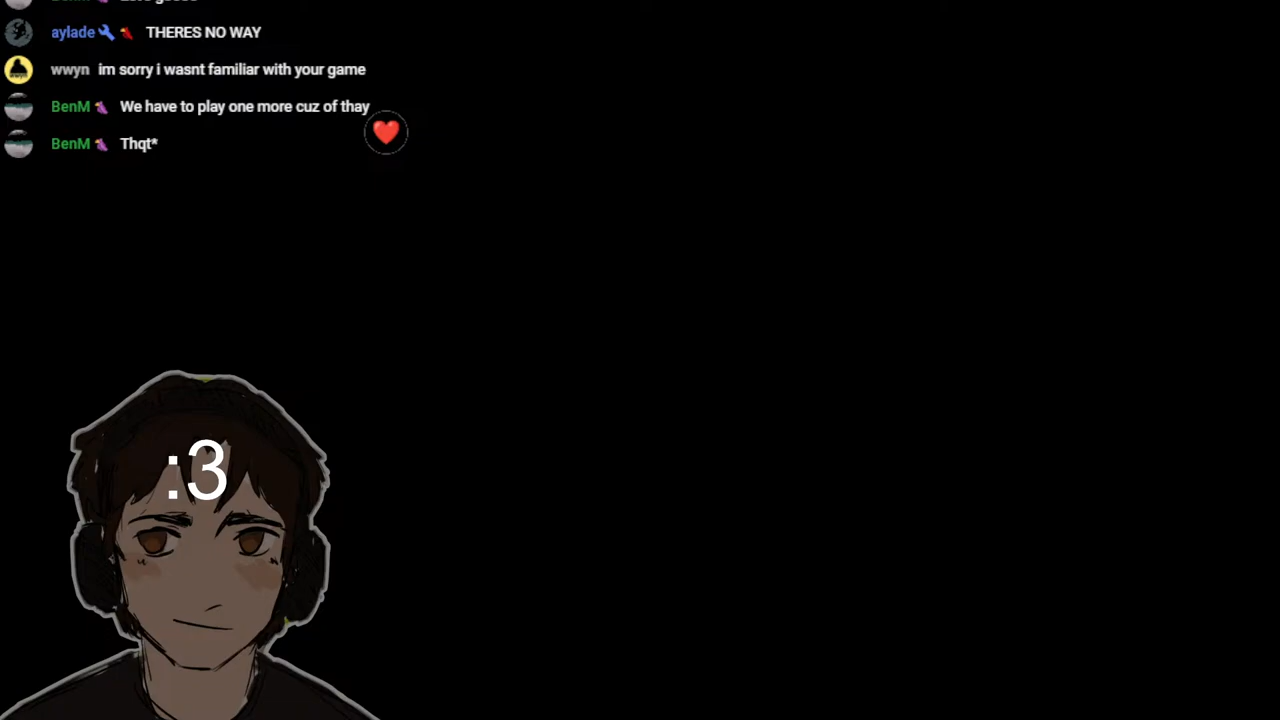 aylade THERES NO WAY
wwyn im sorry i wasnt familiar with your game
BenM We have to play one more cuz of thay
BenM Thqt*
:3